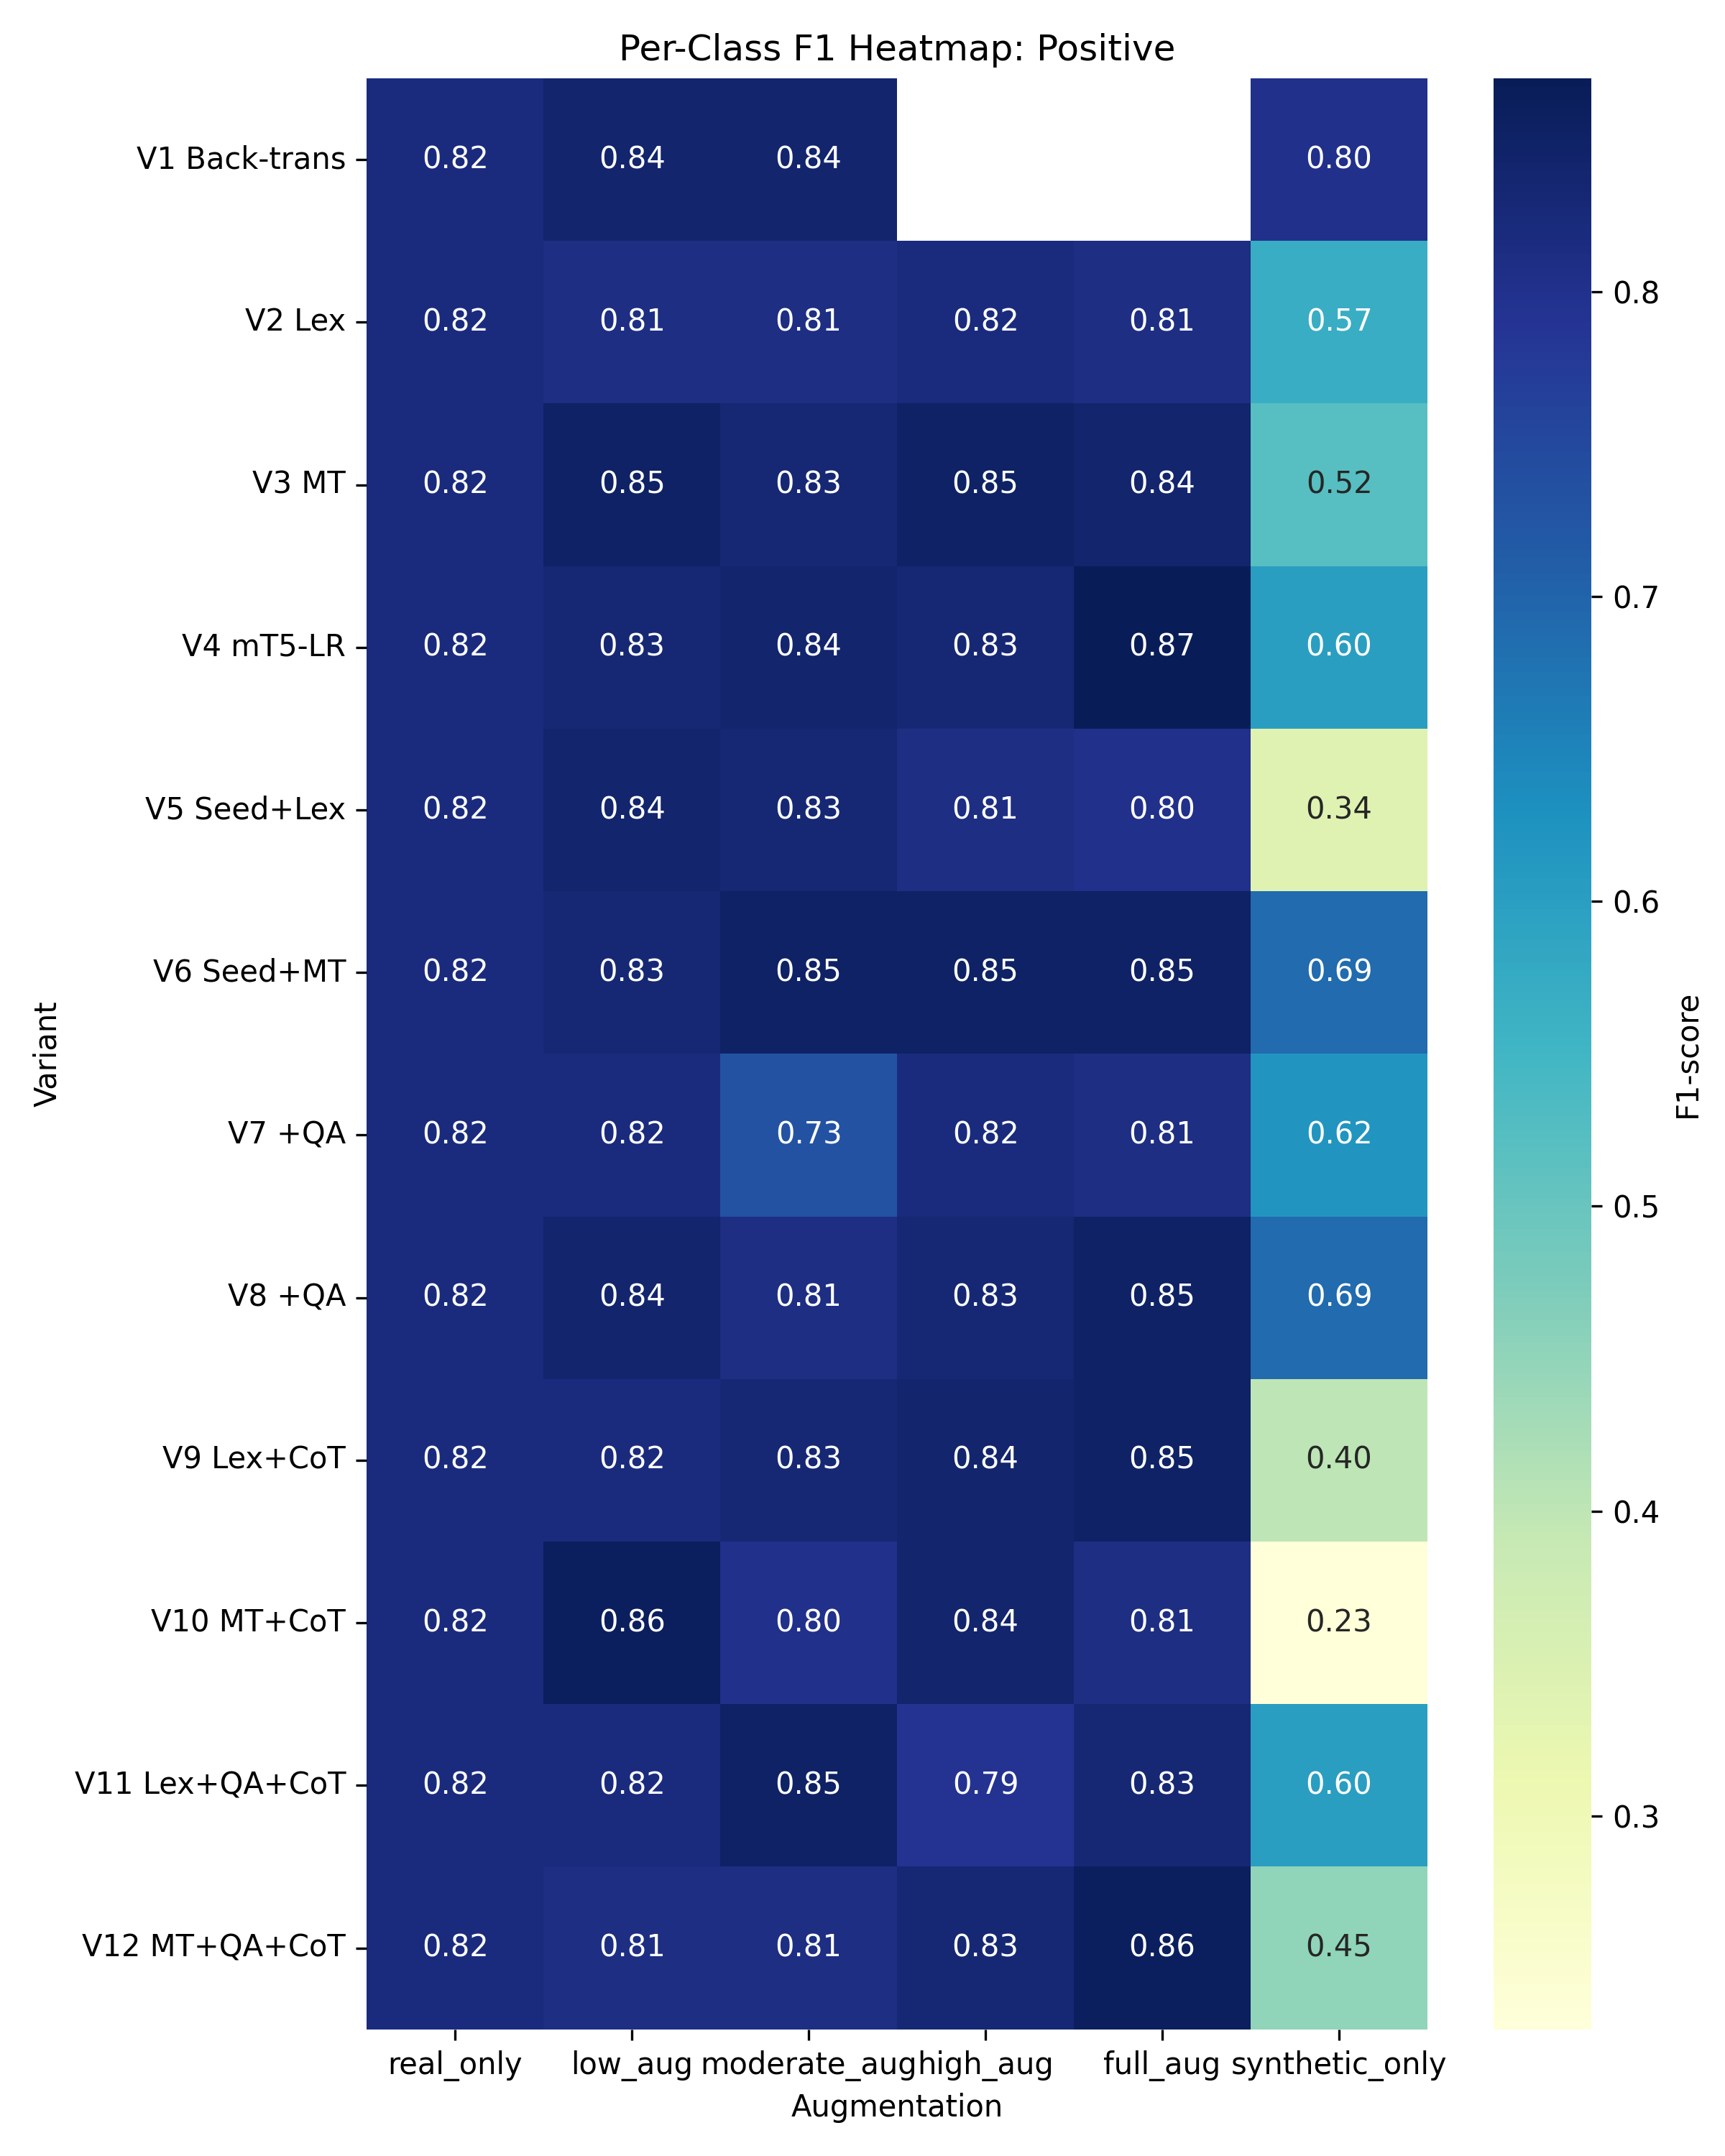 Per-Class F1 Heatmap: Positive
V1 Back-trans 0.82 0.84 0.84 0.80
V2 Lex 0.82 0.81 0.81 0.82 0.81 0.57
V3 MT 0.82 0.85 0.83 0.85 0.84 0.52
V4 mT5-LR 0.82 0.83 0.84 0.83 0.87 0.60
V5 Seed+Lex 0.82 0.84 0.83 0.81 0.80 0.34
V6 Seed+MT 0.82 0.83 0.85 0.85 0.85 0.69
V7 +QA 0.82 0.82 0.73 0.82 0.81 0.62
V8 +QA 0.82 0.84 0.81 0.83 0.85 0.69
V9 Lex+CoT 0.82 0.82 0.83 0.84 0.85 0.40
V10 MT+CoT 0.82 0.86 0.80 0.84 0.81 0.23
V11 Lex+QA+CoT 0.82 0.82 0.85 0.79 0.83 0.60
V12 MT+QA+CoT 0.82 0.81 0.81 0.83 0.86 0.45
real_only low_aug moderate_aug high_aug full_aug synthetic_only
Augmentation
Variant
0.8
0.7
0.6
0.5
0.4
0.3
F1-score